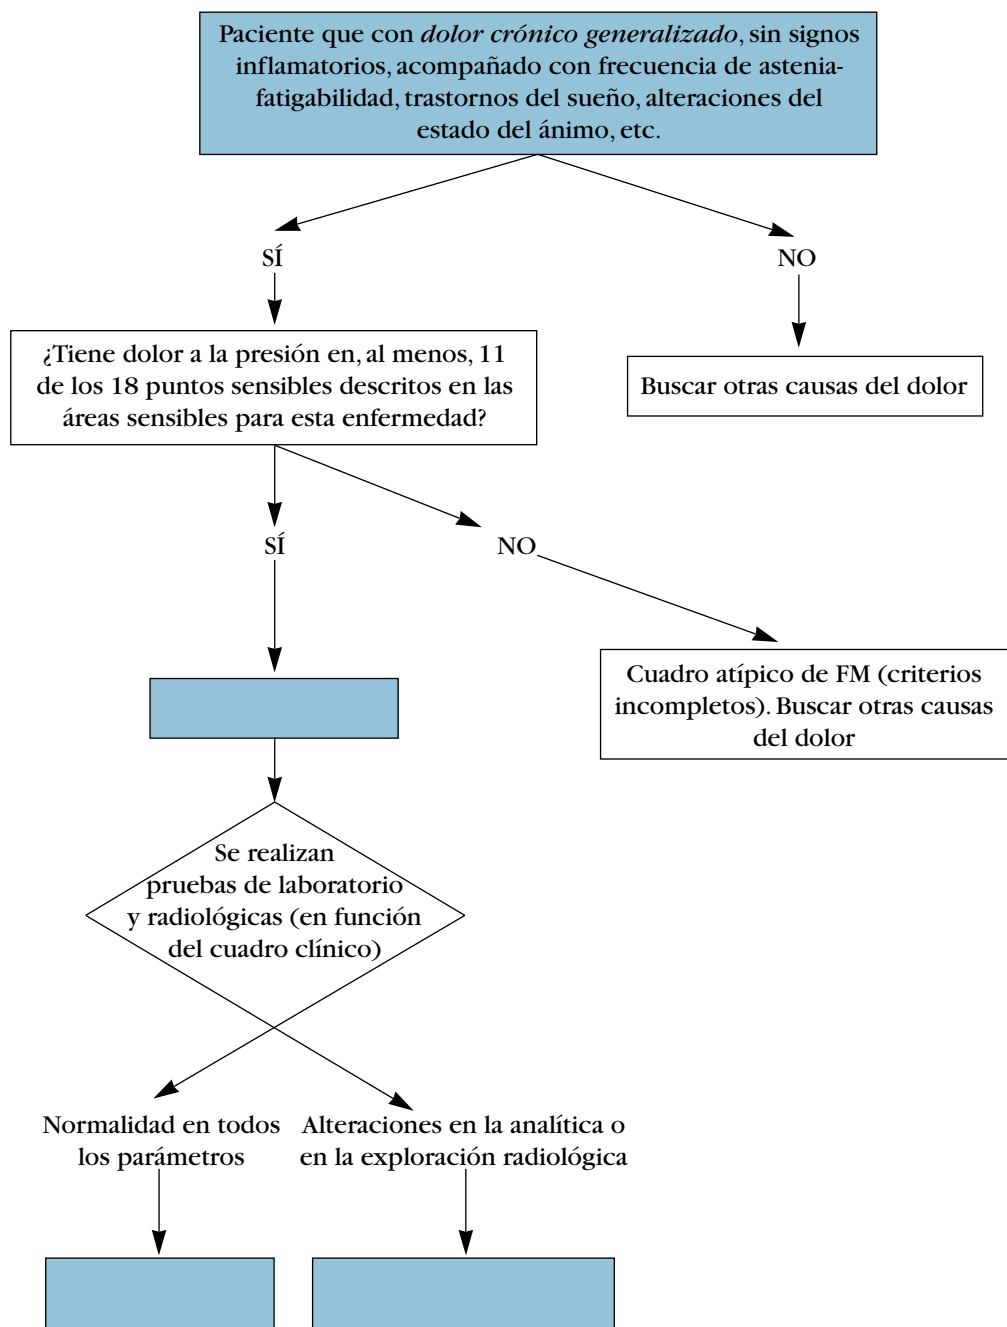 Paciente que con dolor crónico generalizado, sin signos
inflamatorios, acompañado con frecuencia de astenia-
fatigabilidad, trastornos del sueño, alteraciones del
estado del ánimo, etc.
SÍ
NO
¿Tiene dolor a la presión en, al menos, 11
de los 18 puntos sensibles descritos en las
áreas sensibles para esta enfermedad?
Buscar otras causas del dolor
SÍ
NO
Cuadro atípico de FM (criterios
incompletos). Buscar otras causas
del dolor
Se realizan
pruebas de laboratorio
y radiológicas (en función
del cuadro clínico)
Normalidad en todos
los parámetros
Alteraciones en la analítica o
en la exploración radiológica